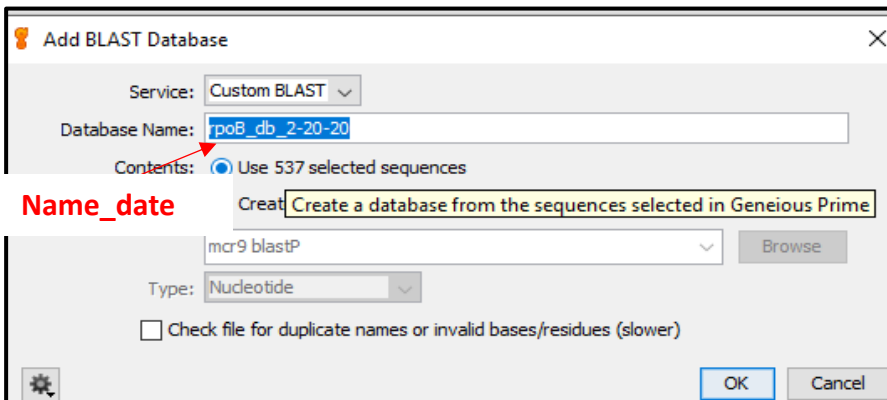 Add BLAST Database
Service: Custom BLAST
Database Name: rpoB_db_2-20-20
Contents: Use 537 selected sequences
Name_date
Creat Create a database from the sequences selected in Geneious Prime
mcr9 blastP Browse
Type: Nucleotide
Check file for duplicate names or invalid bases/residues (slower)
OK Cancel